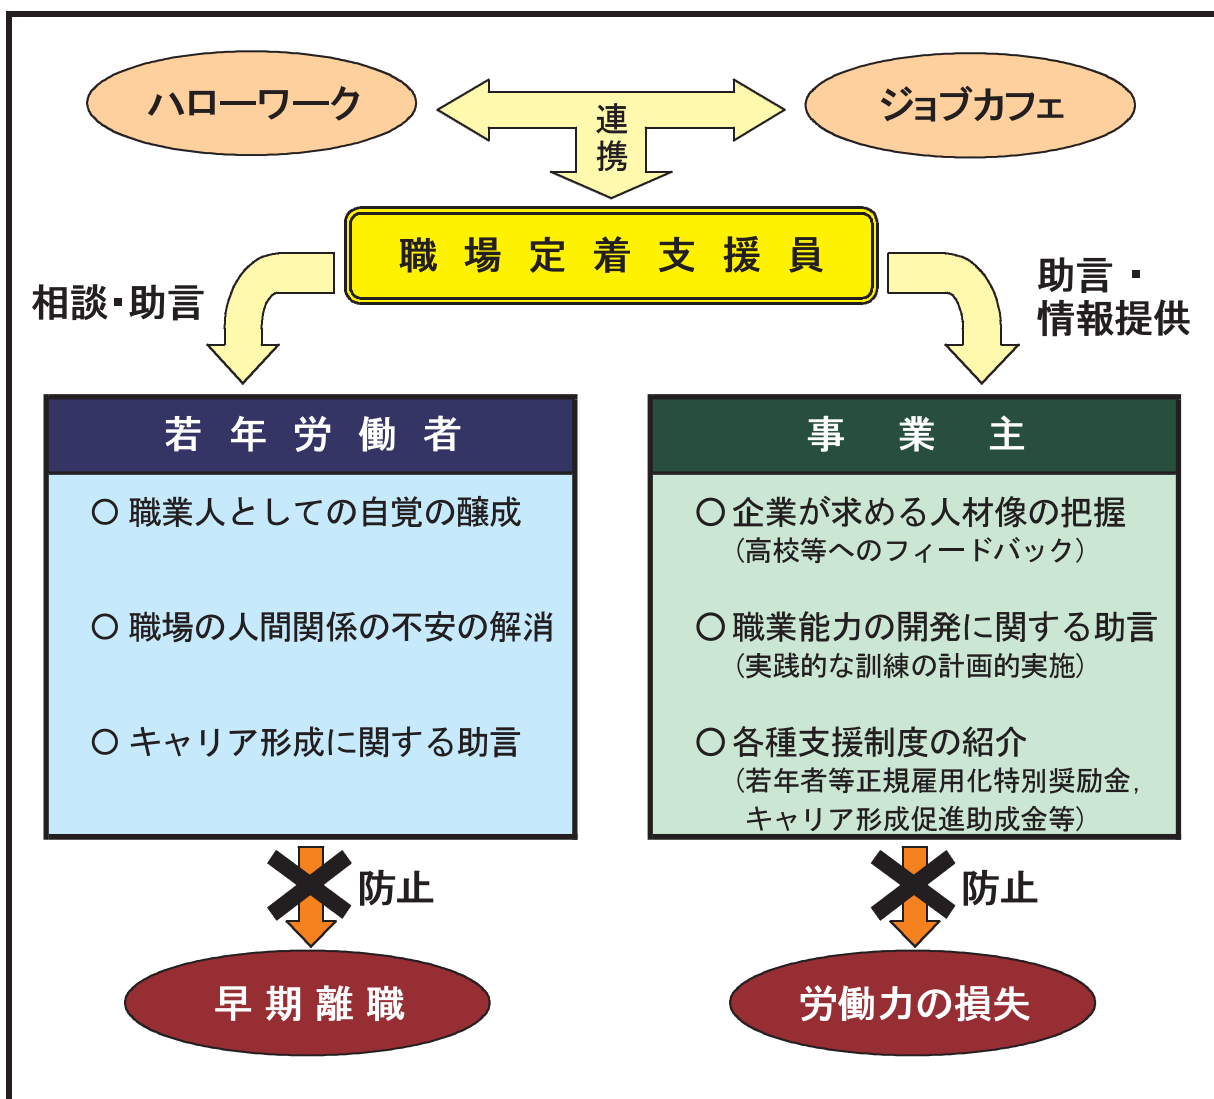 ハローワーク
ジョブカフェ
連
携
職場定着支援員
相談・助言
助言・
情報提供
若年労働者
○ 職業人としての自覚の醸成
○ 職場の人間関係の不安の解消
○ キャリア形成に関する助言
事業主
○ 企業が求める人材像の把握
（高校等へのフィードバック）
○ 職業能力の開発に関する助言
（実践的な訓練の計画的実施）
○ 各種支援制度の紹介
（若年者等正規雇用化特別奨励金，
キャリア形成促進助成金等）
防止
防止
早期離職
労働力の損失